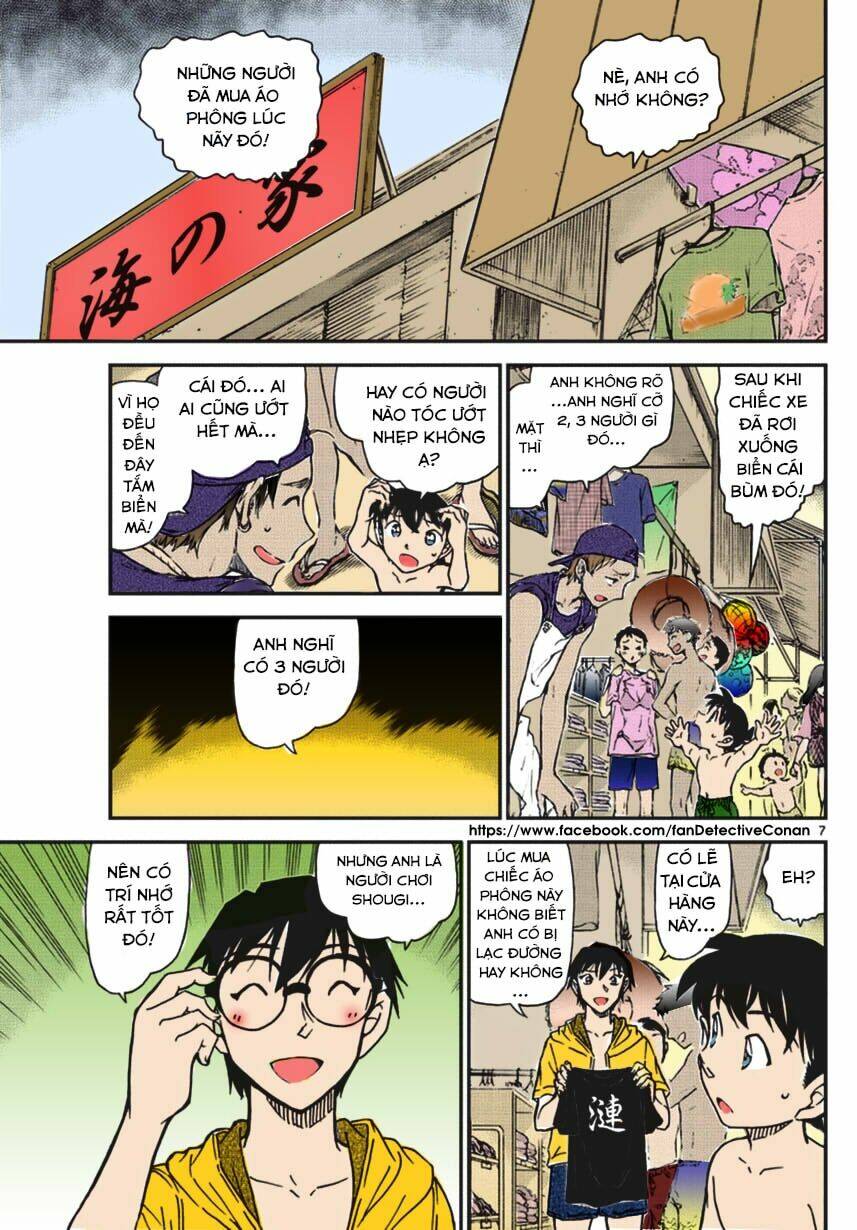 NÈ, ANH CÓ
NHỚ KHÔNG?
NHỮNG NGƯỜI
ĐÃ MUA ÁO
PHÔNG LÚC
NÃY ĐÓ!
海の家
SAU KHI
CHIẾC XE
ĐÃ RƠI
XUỐNG
BIỂN CÁI
BÙM ĐÓ!
ANH KHÔNG RÕ
...ANH NGHĨ CỠ
2, 3 NGƯỜI GÌ
ĐÓ...
MẶT
THÌ
...
HAY CÓ NGƯỜI
NÀO TÓC ƯỚT
NHẸP KHÔNG
Ạ?
CÁI ĐÓ... AI
AI CŨNG ƯỚT
HẾT MÀ...
VÌ HỌ
ĐỀU
ĐẾN
ĐÂY
TẮM
BIỂN
MÀ!
ANH NGHĨ
CÓ 3 NGƯỜI
ĐÓ!
https://www.facebook.com/fanDetectiveConan 7
EH?
CÓ LẼ
TẠI CỬA
HÀNG
NÀY...
LÚC MUA
CHIẾC ÁO
PHÔNG NÀY
KHÔNG BIẾT
ANH CÓ BỊ
LẠC ĐƯỜNG
HAY KHÔNG
...
漣
NHƯNG ANH LÀ
NGƯỜI CHƠI
SHOUGI...
NÊN CÓ
TRÍ NHỚ
RẤT TỐT
ĐÓ!